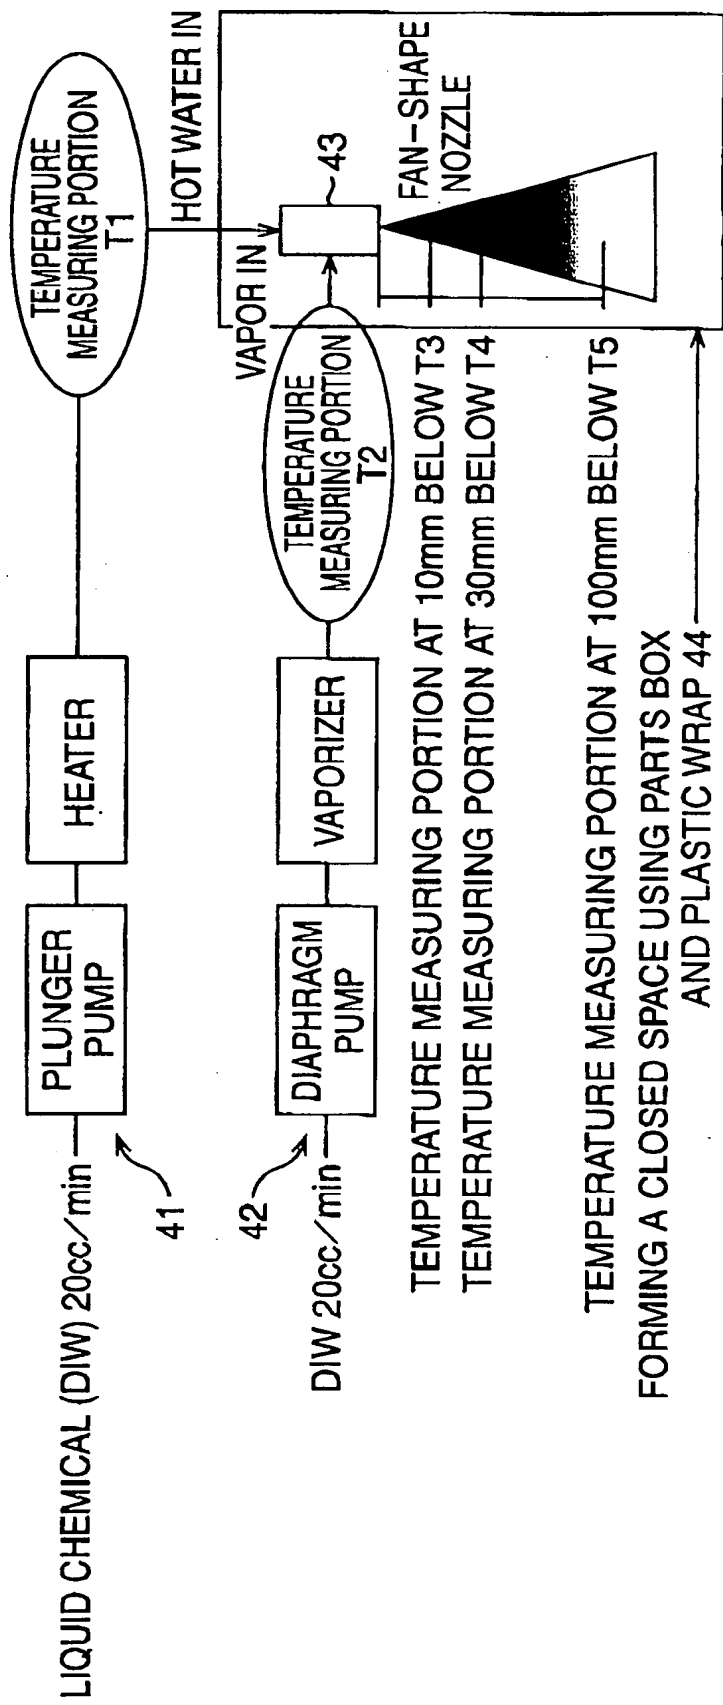 LIQUID CHEMICAL (DIW) 20cc/min
41
PLUNGER
PUMP
HEATER
TEMPERATURE
MEASURING PORTION
T1
HOT WATER IN
DIW 20cc/min
42
DIAPHRAGM
PUMP
VAPORIZER
TEMPERATURE
MEASURING PORTION
T2
VAPOR IN
43
FAN-SHAPE
NOZZLE
TEMPERATURE MEASURING PORTION AT 10mm BELOW T3
TEMPERATURE MEASURING PORTION AT 30mm BELOW T4
TEMPERATURE MEASURING PORTION AT 100mm BELOW T5
FORMING A CLOSED SPACE USING PARTS BOX
AND PLASTIC WRAP 44